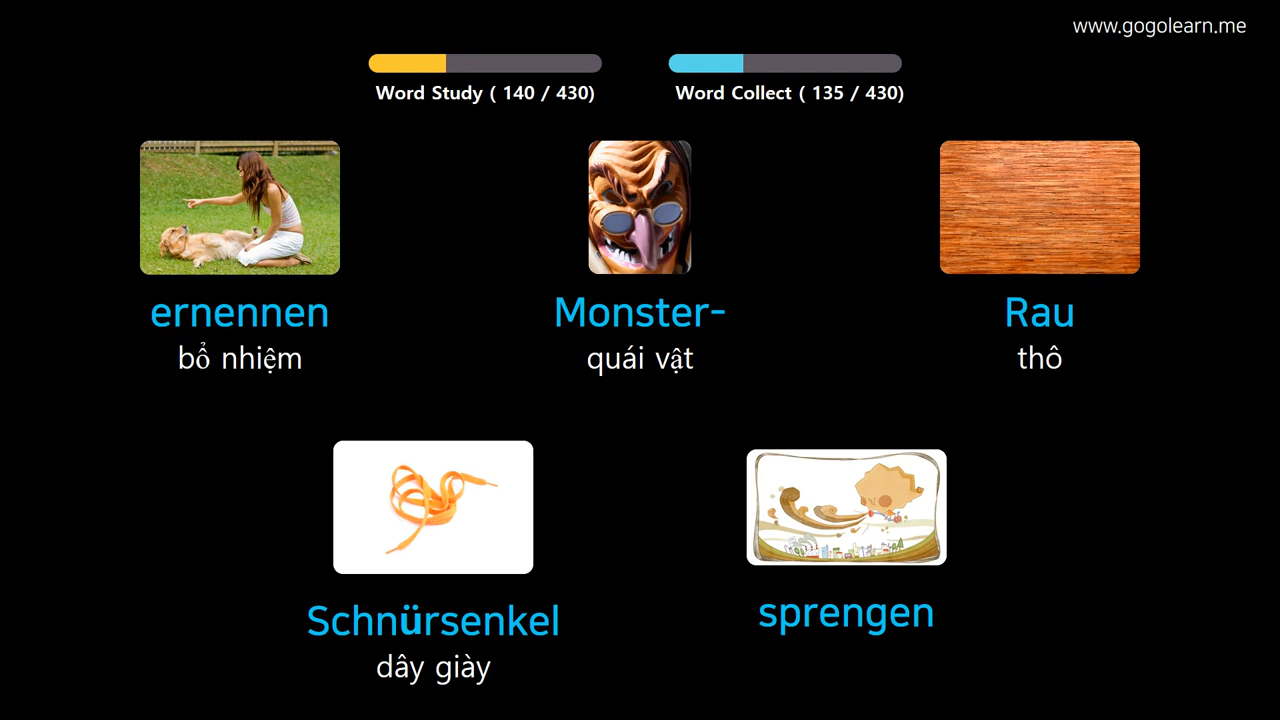 www.gogolearn.me
Word Study ( 140 / 430)
Word Collect ( 135 / 430)
ernennen
bổ nhiệm
Monster-
quái vật
Rau
thô
Schnürsenkel
dây giày
sprengen